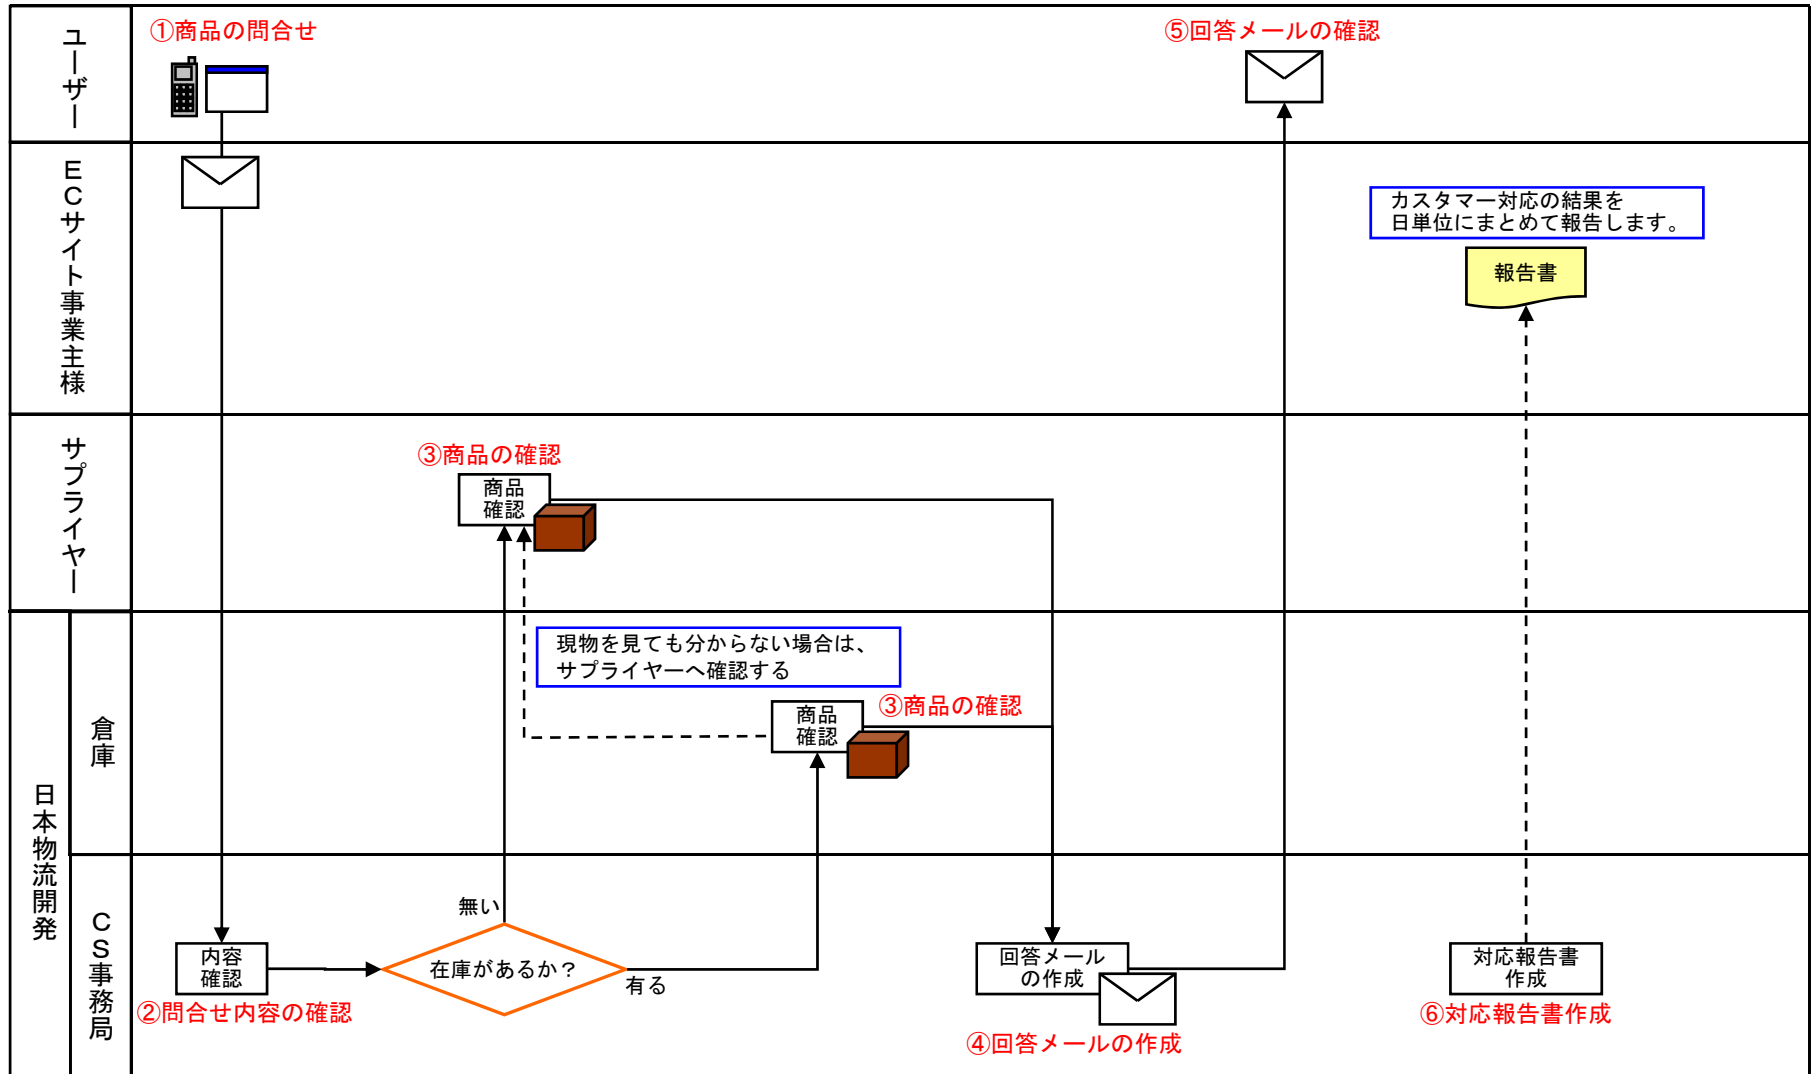 ユーザー
①商品の問合せ
⑤回答メールの確認
ECサイト事業主様
カスタマー対応の結果を
日単位にまとめて報告します。
報告書
サプライヤー
③商品の確認
商品
確認
日本物流開発
倉庫
現物を見ても分からない場合は、
サプライヤーへ確認する
商品
確認
③商品の確認
CS事務局
内容
確認
②問合せ内容の確認
無い
在庫があるか？
有る
回答メール
の作成
④回答メールの作成
対応報告書
作成
⑥対応報告書作成